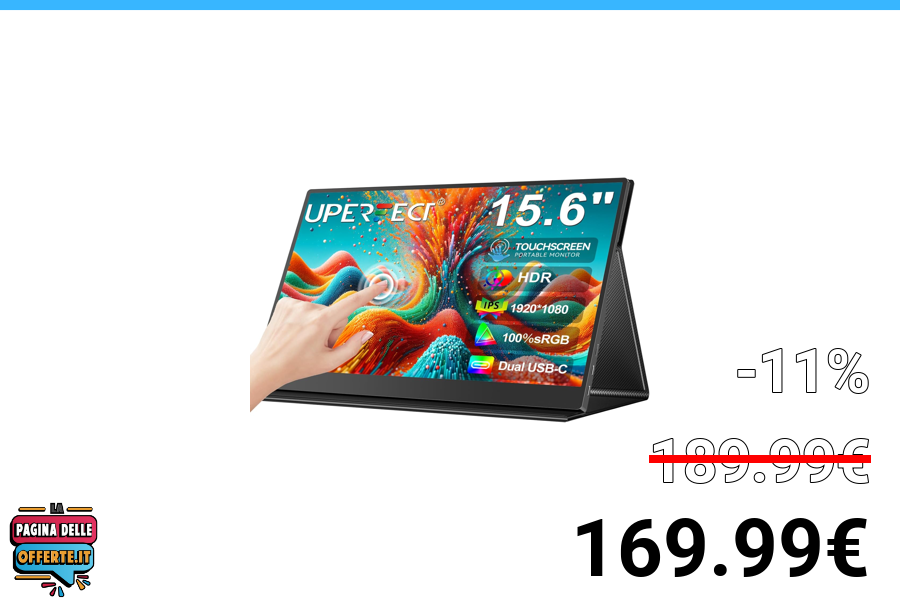 UPERFECT®
15.6"
TOUCHSCREEN
PORTABLE MONITOR
HDR
IPS
1920*1080
100%sRGB
Dual USB-C
-11%
189.99€
169.99€
LA
PAGINA DELLE
OFFERTE.IT